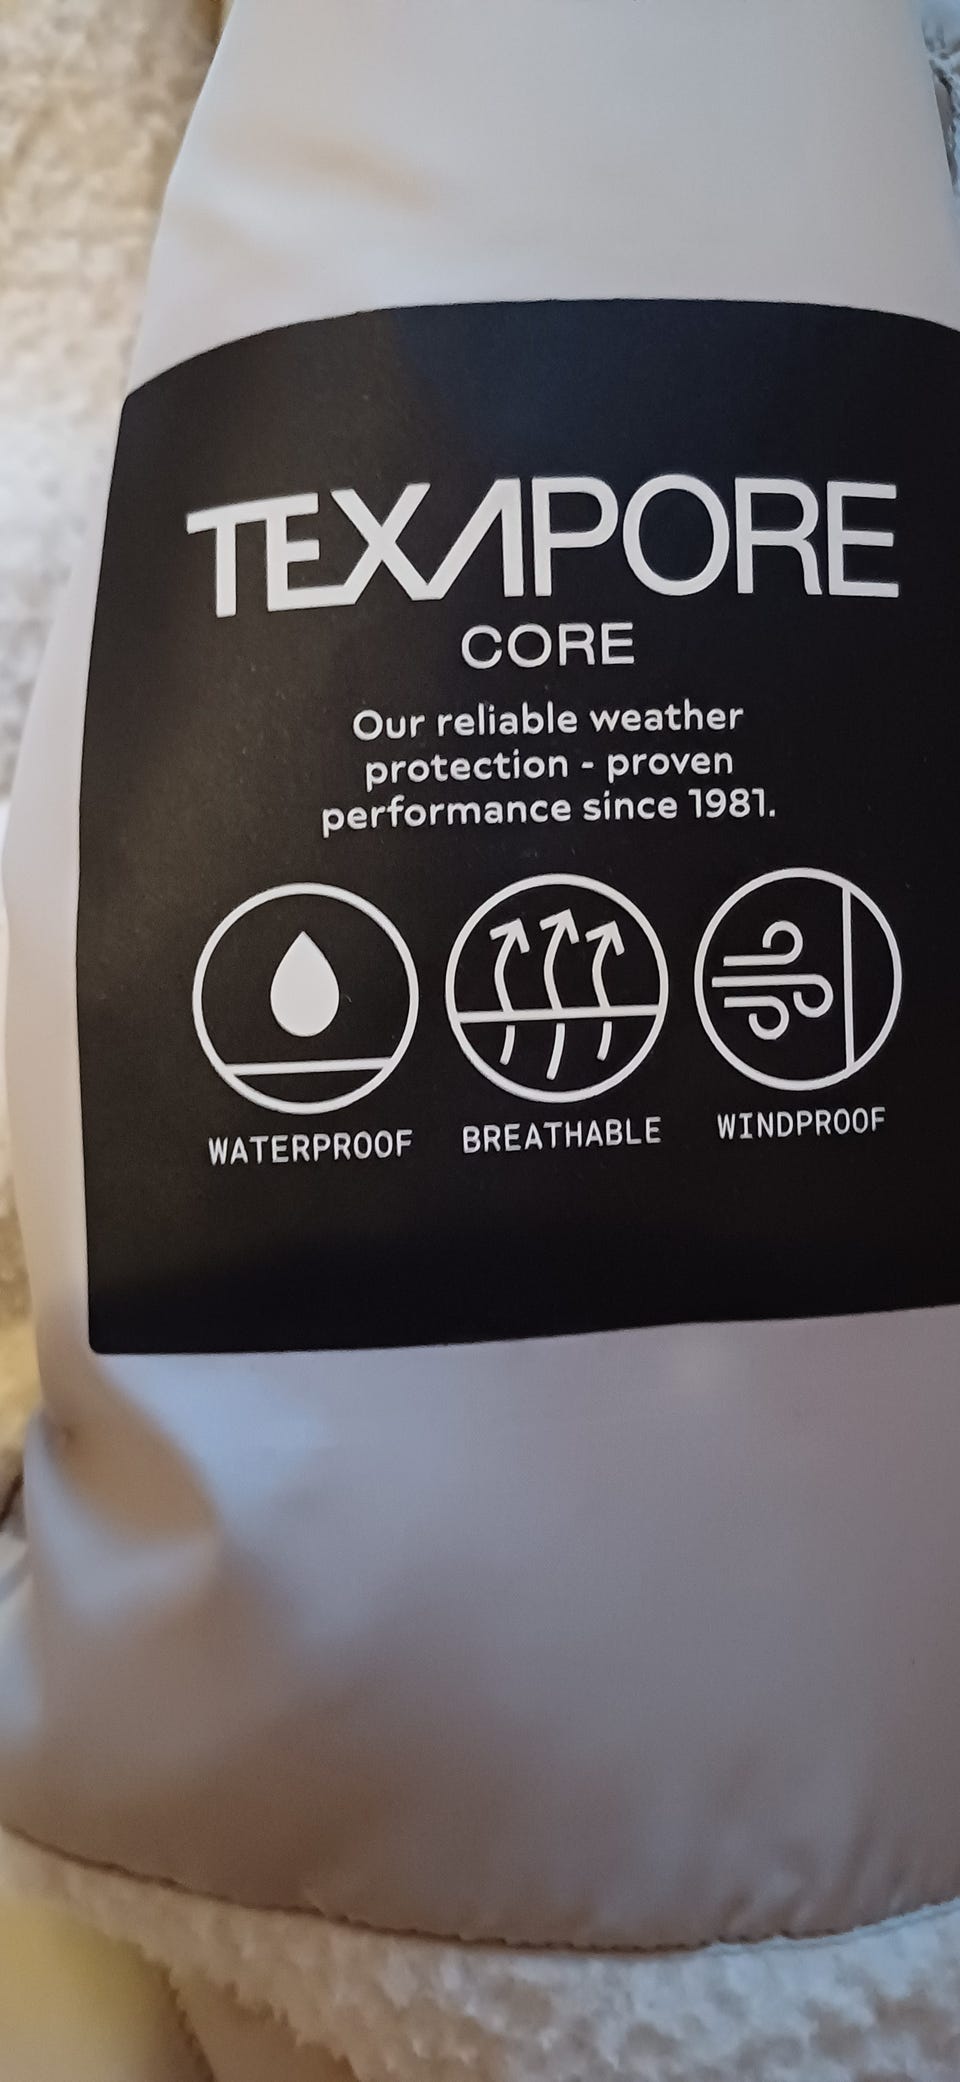 TEXAPORE
CORE
Our reliable weather
protection - proven
performance since 1981.
WATERPROOF BREATHABLE WINDPROOF